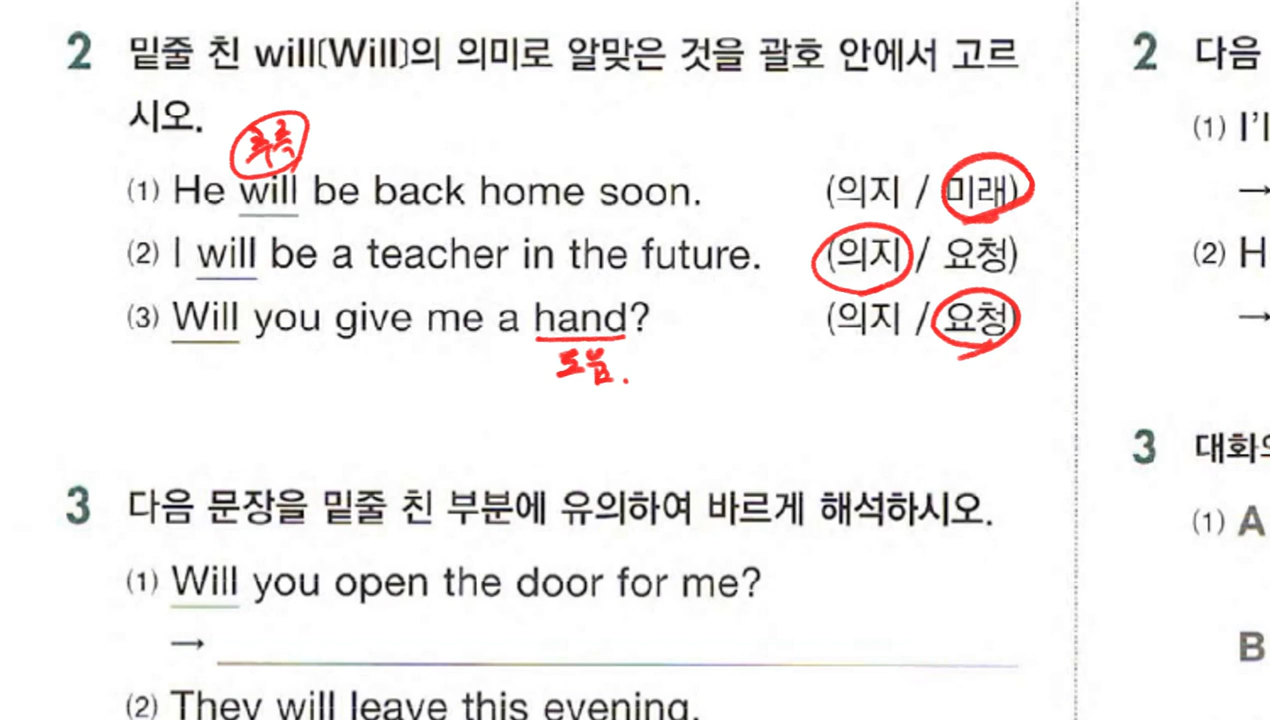 2 밑줄 친 will(Will)의 의미로 알맞은 것을 괄호 안에서 고르
시오.
추측
(1) He will be back home soon. (의지 / 미래)
(2) I will be a teacher in the future. (의지 / 요청)
(3) Will you give me a hand? (의지 / 요청)
도움.
3 다음 문장을 밑줄 친 부분에 유의하여 바르게 해석하시오.
(1) Will you open the door for me?
→
(2) They will leave this evening.
2 다음
(1) I'l
→
(2) H
→
3 대화의
(1) A
B